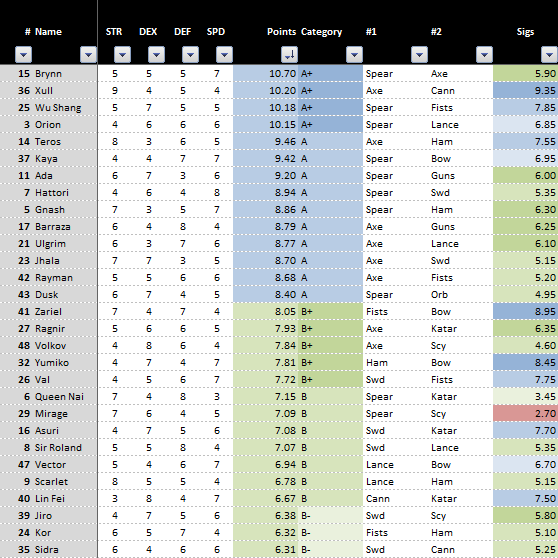 # Name STR DEX DEF SPD Points Category #1 #2 Sigs
15 Brynn 5 5 5 7 10.70 A+ Spear Axe 5.90
36 Xull 9 4 5 4 10.20 A+ Axe Cann 9.35
25 Wu Shang 5 7 5 5 10.18 A+ Spear Fists 7.85
3 Orion 4 6 6 6 10.15 A+ Spear Lance 6.85
14 Teros 8 3 6 5 9.46 A Axe Ham 7.55
37 Kaya 4 4 7 7 9.42 A Spear Bow 6.95
11 Ada 6 7 3 6 9.20 A Spear Guns 6.00
7 Hattori 4 6 4 8 8.94 A Spear Swd 5.35
5 Gnash 7 3 5 7 8.86 A Spear Ham 6.30
17 Barraza 6 4 8 4 8.79 A Axe Guns 6.25
21 Ulgrim 6 3 7 6 8.77 A Axe Lance 6.10
23 Jhala 7 7 3 5 8.70 A Axe Swd 5.15
42 Rayman 5 5 6 6 8.68 A Axe Fists 5.20
43 Dusk 6 7 4 5 8.40 A Spear Orb 4.95
41 Zariel 7 4 7 4 8.05 B+ Fists Bow 8.95
27 Ragnir 5 6 6 5 7.93 B+ Axe Katar 6.35
48 Volkov 4 8 6 4 7.84 B+ Axe Scy 4.60
32 Yumiko 4 7 4 7 7.81 B+ Ham Bow 8.45
26 Val 4 5 6 7 7.72 B+ Swd Fists 7.75
6 Queen Nai 7 4 8 3 7.15 B Spear Katar 3.45
29 Mirage 7 6 4 5 7.09 B Spear Scy 2.70
16 Asuri 4 7 5 6 7.08 B Swd Katar 7.70
8 Sir Roland 5 5 8 4 7.07 B Swd Lance 5.35
47 Vector 5 4 6 7 6.94 B Lance Bow 6.70
9 Scarlet 8 5 5 4 6.78 B Lance Ham 5.15
40 Lin Fei 3 8 4 7 6.67 B Cann Katar 7.50
39 Jiro 4 7 5 6 6.38 B- Swd Scy 5.80
24 Kor 6 5 7 4 6.32 B- Fists Ham 5.10
35 Sidra 6 4 6 6 6.31 B- Swd Cann 5.25